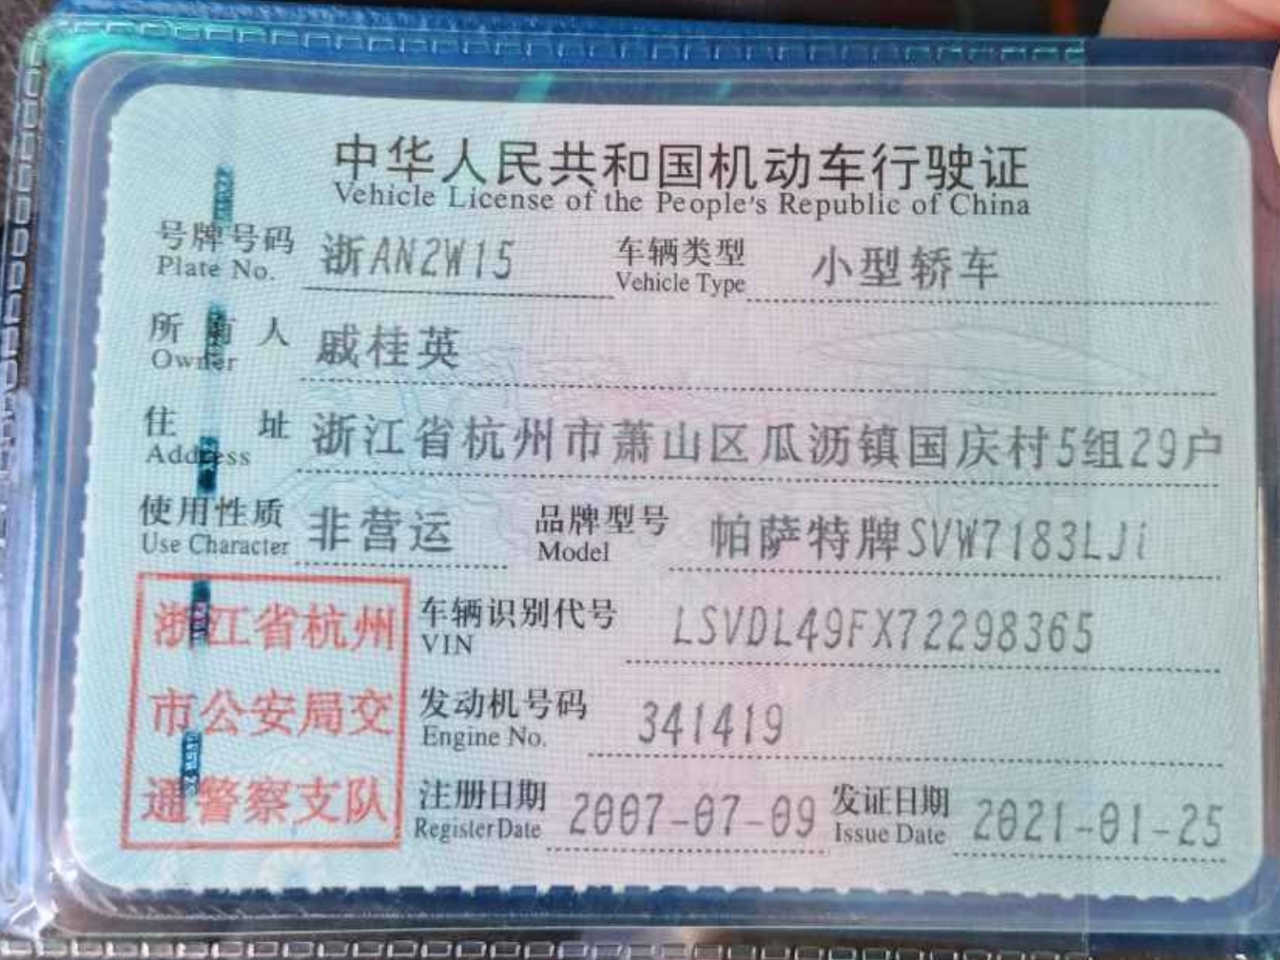 中华人民共和国机动车行驶证
Vehicle License of the People's Republic of China
号牌号码 浙AN2W15 车辆类型 小型轿车
Plate No. Vehicle Type
所有人 戚桂英
Owner
住址 浙江省杭州市萧山区瓜沥镇国庆村5组29户
Address
使用性质 非营运 品牌型号 帕萨特牌SVW7183LJi
Use Character Model
浙江省杭州
市公安局交
通警察支队
车辆识别代号 LSVDL49FX72298365
VIN
发动机号码 341419
Engine No.
注册日期 2007-07-09 发证日期 2021-01-25
Register Date Issue Date